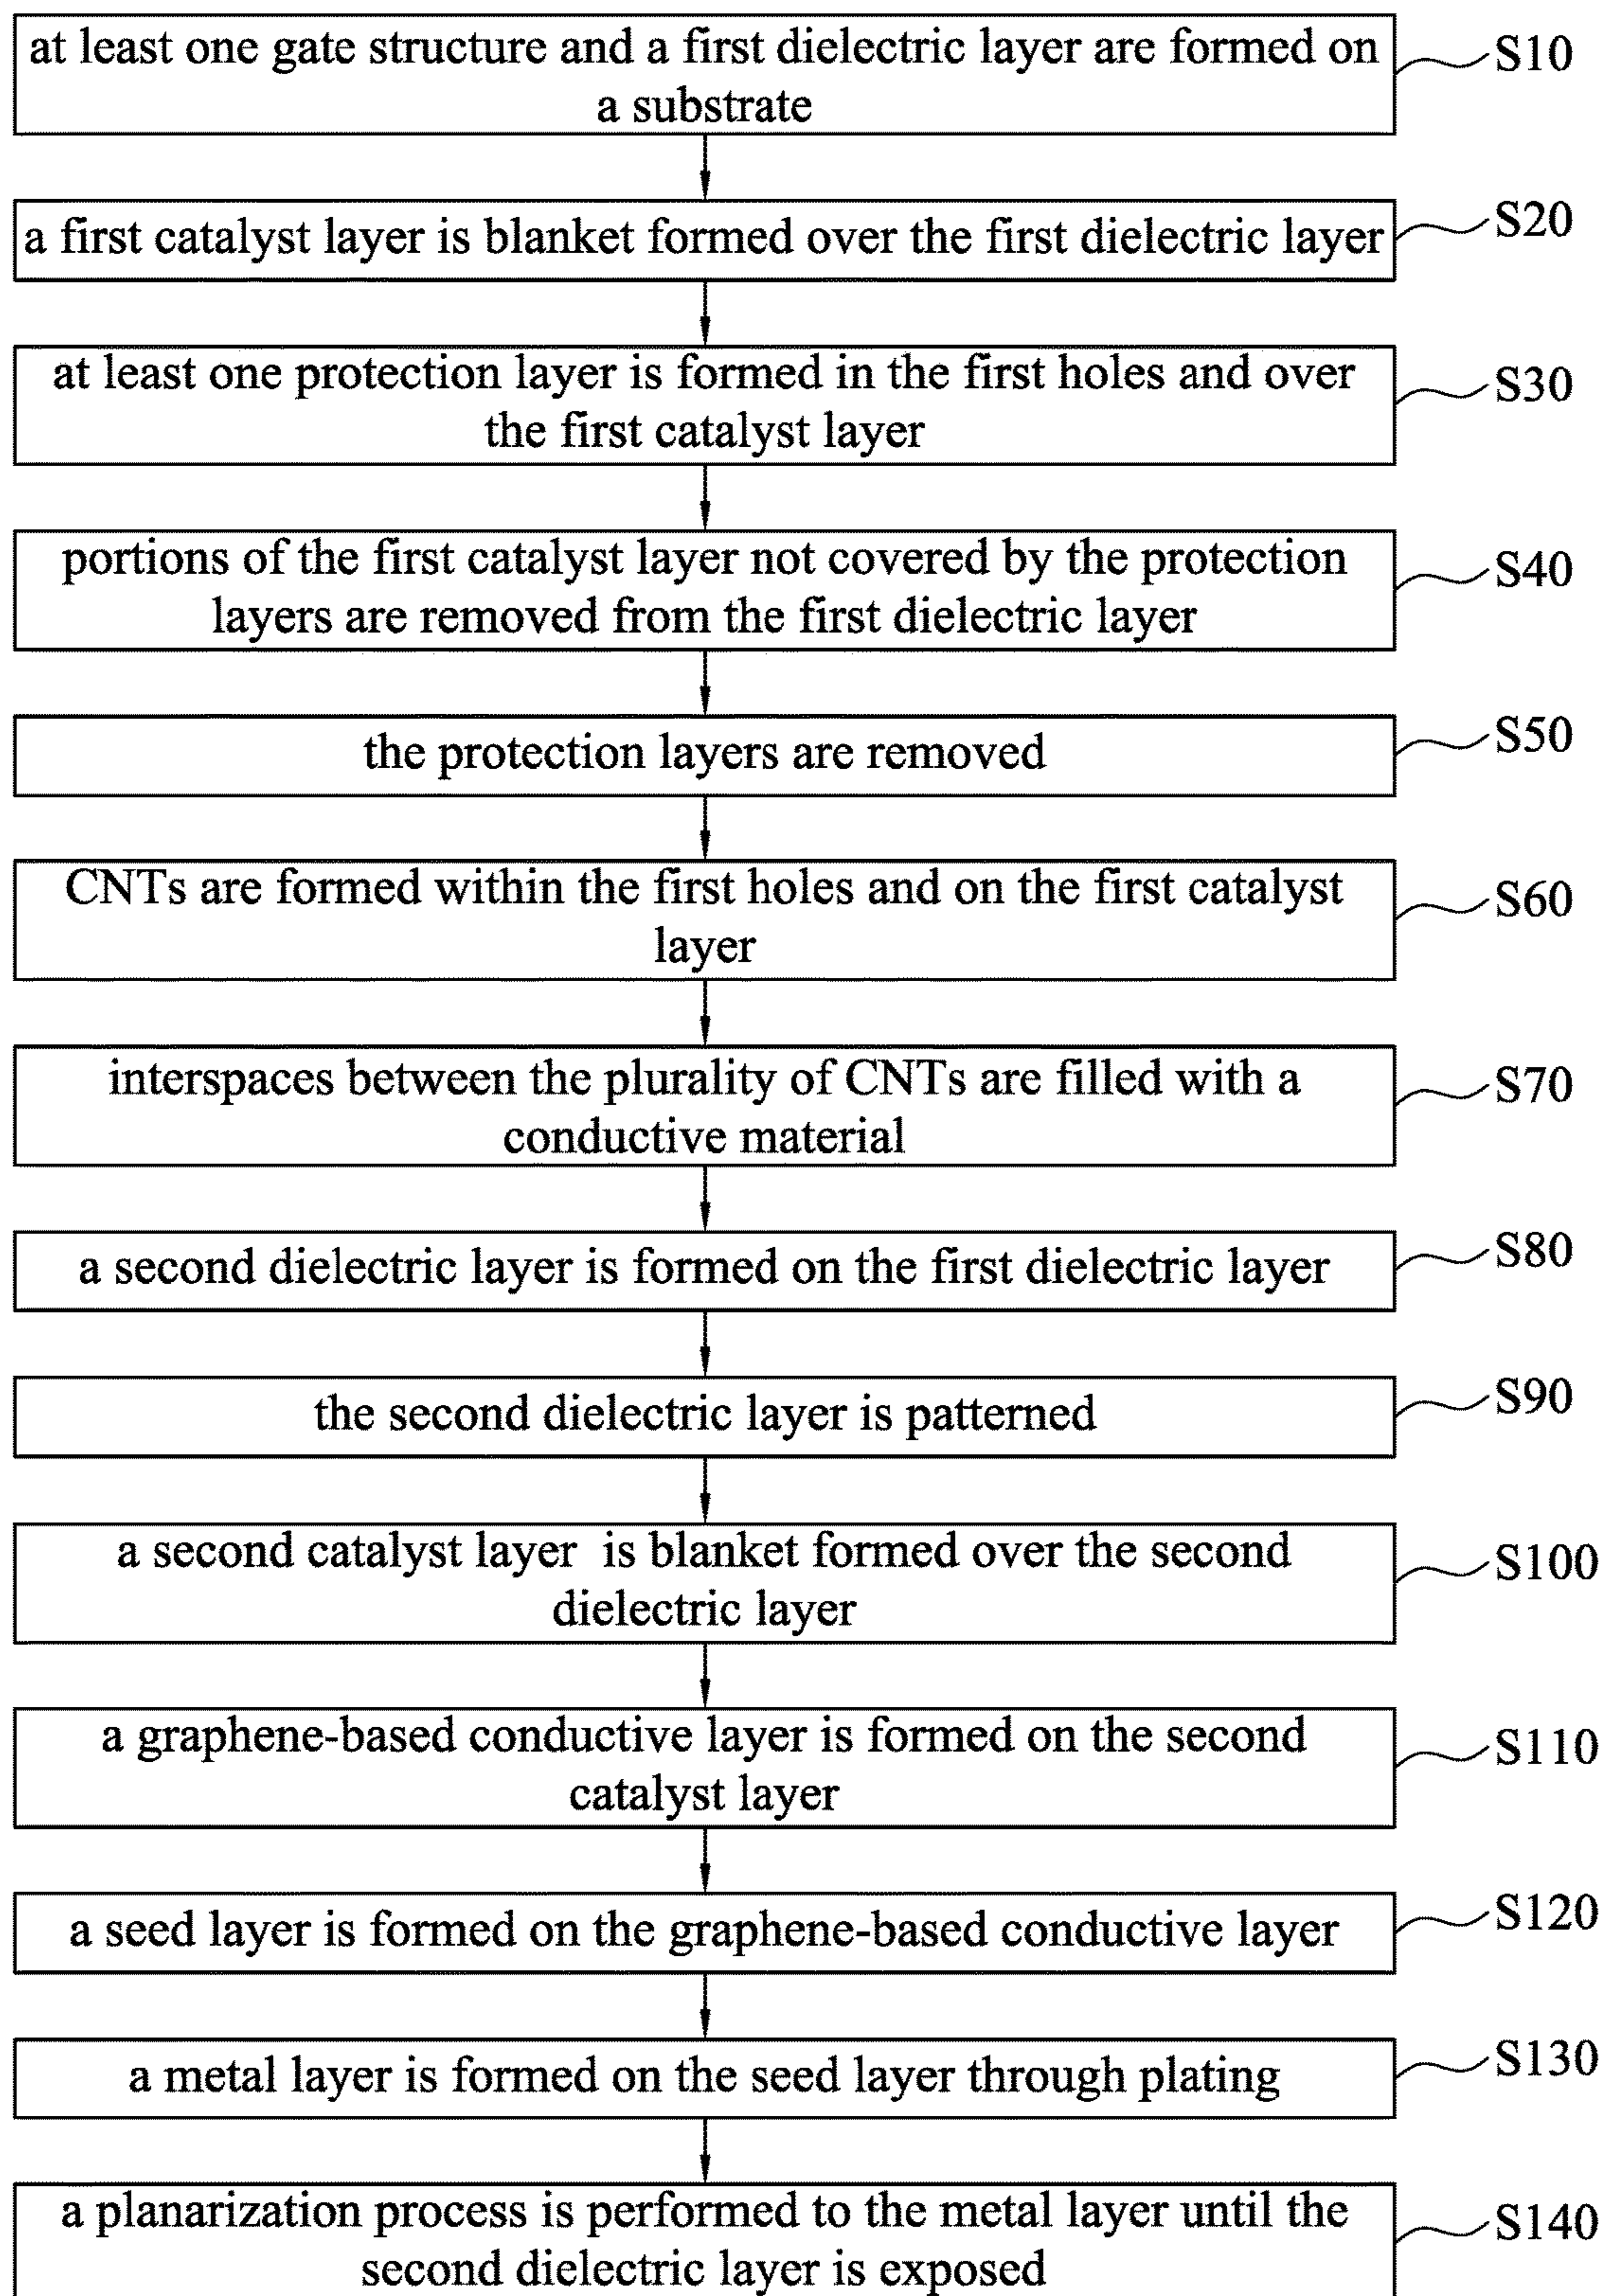 at least one gate structure and a first dielectric layer are formed on
a substrate
S10
a first catalyst layer is blanket formed over the first dielectric layer
S20
at least one protection layer is formed in the first holes and over
the first catalyst layer
S30
portions of the first catalyst layer not covered by the protection
layers are removed from the first dielectric layer
S40
the protection layers are removed
S50
CNTs are formed within the first holes and on the first catalyst
layer
S60
interspaces between the plurality of CNTs are filled with a
conductive material
S70
a second dielectric layer is formed on the first dielectric layer
S80
the second dielectric layer is patterned
S90
a second catalyst layer is blanket formed over the second
dielectric layer
S100
a graphene-based conductive layer is formed on the second
catalyst layer
S110
a seed layer is formed on the graphene-based conductive layer
S120
a metal layer is formed on the seed layer through plating
S130
a planarization process is performed to the metal layer until the
second dielectric layer is exposed
S140